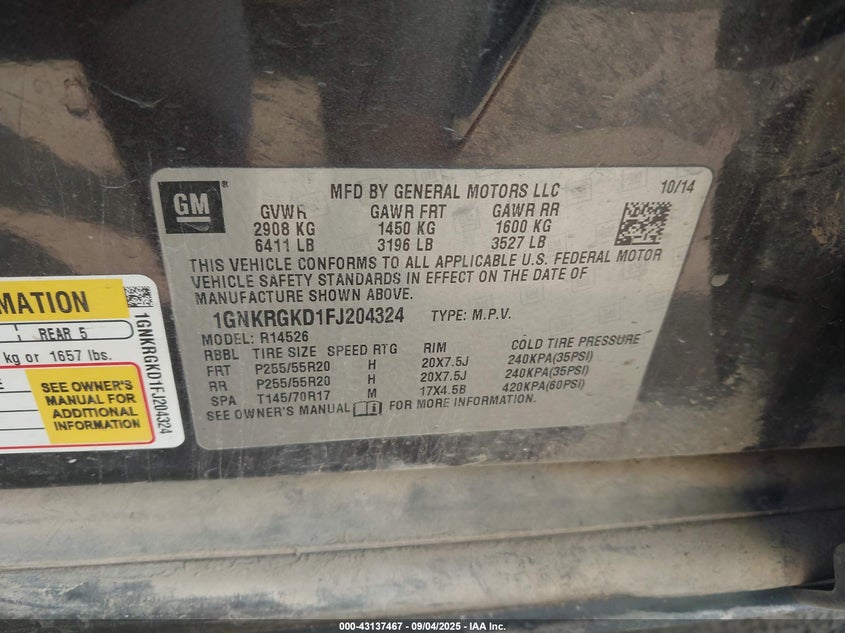 GM
MFD BY GENERAL MOTORS LLC 10/14
GVWR GAWR FRT GAWR RR
2908 KG 1450 KG 1600 KG
6411 LB 3196 LB 3527 LB
THIS VEHICLE CONFORMS TO ALL APPLICABLE U.S. FEDERAL MOTOR
VEHICLE SAFETY STANDARDS IN EFFECT ON THE DATE OF
MANUFACTURE SHOWN ABOVE.
1GNKRGKD1FJ204324 TYPE: M.P.V.
MODEL: R14526
RBBL TIRE SIZE SPEED RTG RIM COLD TIRE PRESSURE
FRT P255/55R20 H 20X7.5J 240KPA(35PSI)
RR P255/55R20 H 20X7.5J 240KPA(35PSI)
SPA T145/70R17 M 17X4.5B 420KPA(60PSI)
SEE OWNER'S MANUAL FOR MORE INFORMATION.
MATION
REAR 5
kg or 1657 lbs.
SEE OWNER'S
MANUAL FOR
ADDITIONAL
INFORMATION
1GNKRGKD1FJ204324
000-43137467 - 09/04/2025 - IAA Inc.